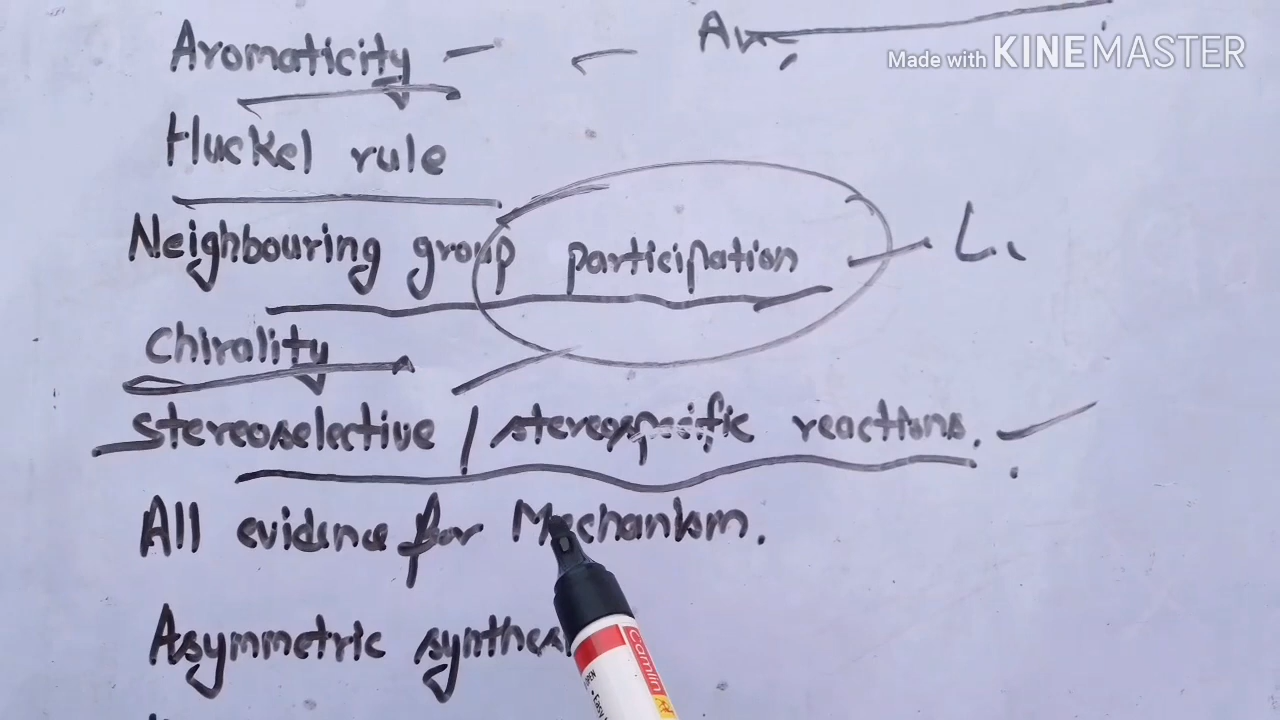 Made with KINEMASTER
Aromaticity
Huckel rule
Neighbouring group participation
Chirality
Stereoselective / stereospecific reactions.
All evidence for Mechanism.
Asymmetric
Camlin